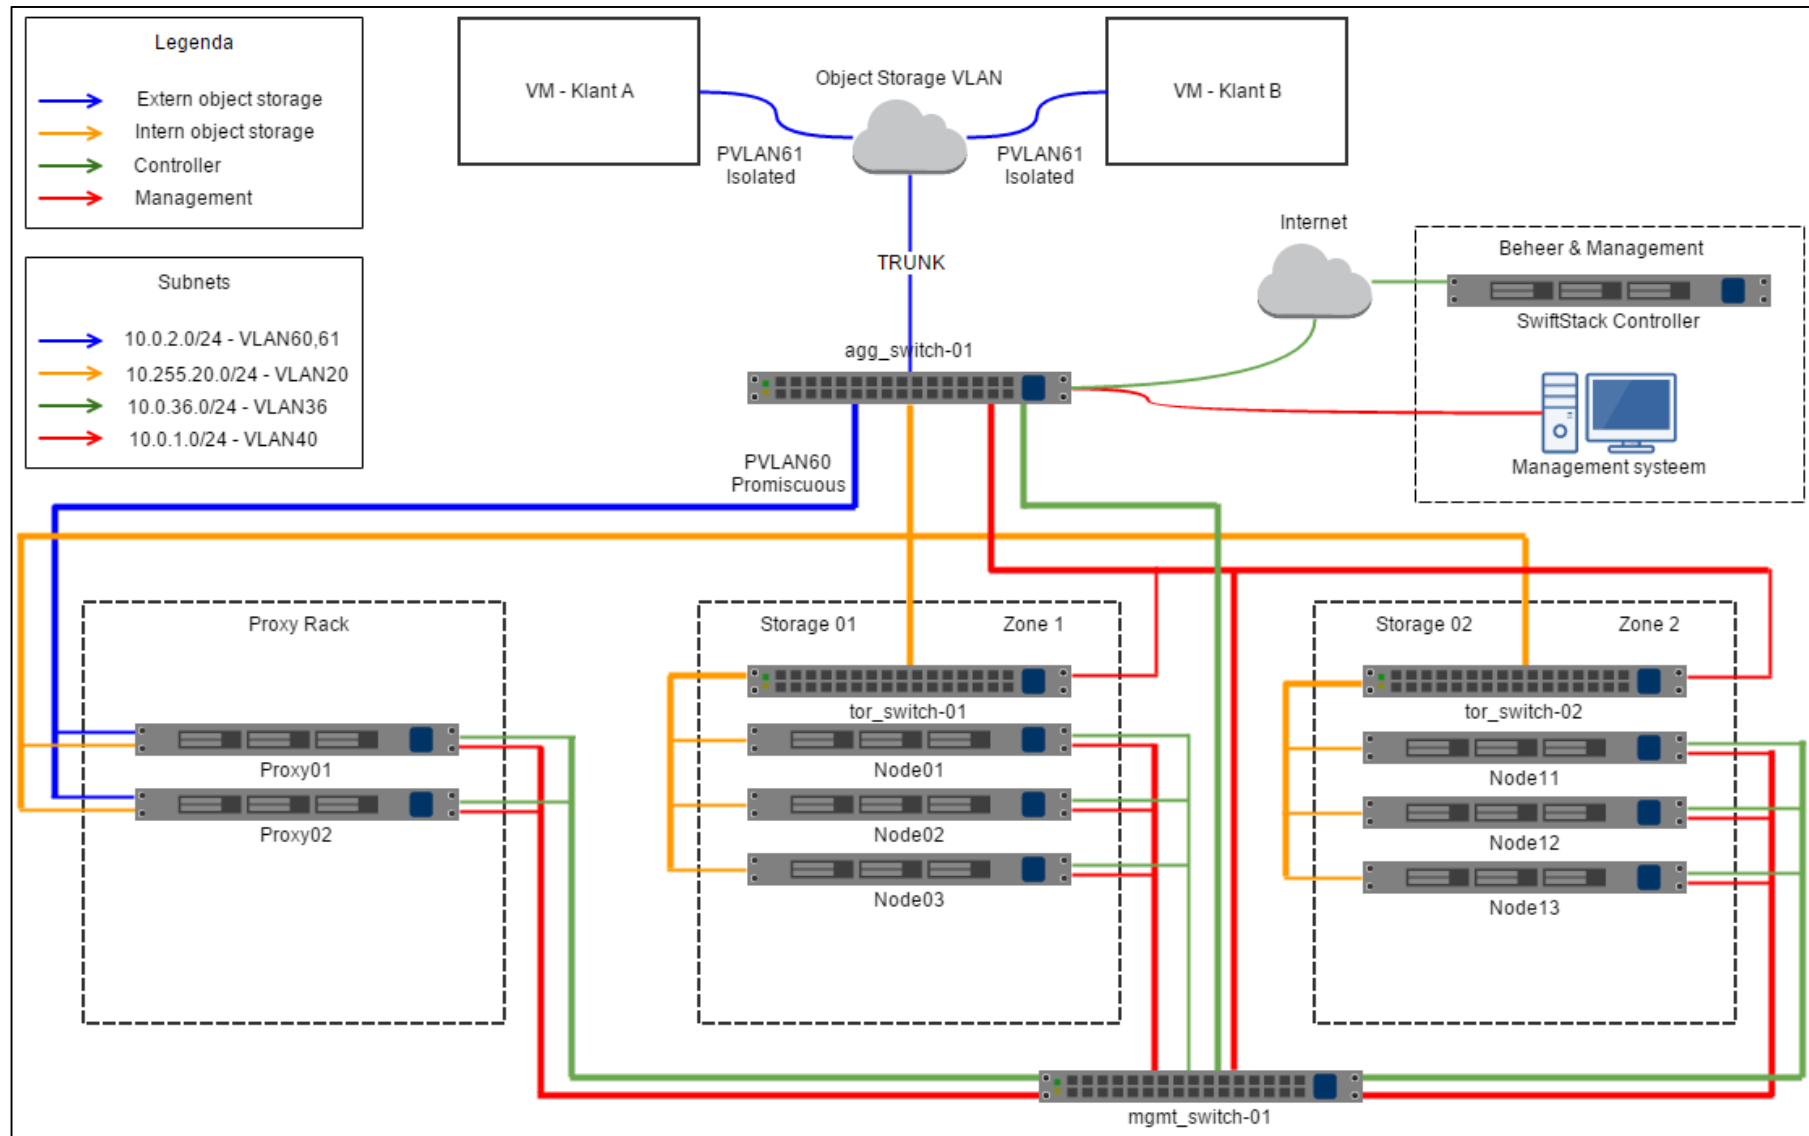 Legenda
Extern object storage
Intern object storage
Controller
Management
Subnets
10.0.2.0/24 - VLAN60,61
10.255.20.0/24 - VLAN20
10.0.36.0/24 - VLAN36
10.0.1.0/24 - VLAN40
VM - Klant A
Object Storage VLAN
VM - Klant B
PVLAN61
Isolated
PVLAN61
Isolated
TRUNK
Internet
Beheer & Management
SwiftStack Controller
Management systeem
agg_switch-01
PVLAN60
Promiscuous
Proxy Rack
Proxy01
Proxy02
Storage 01
Zone 1
tor_switch-01
Node01
Node02
Node03
Storage 02
Zone 2
tor_switch-02
Node11
Node12
Node13
mgmt_switch-01